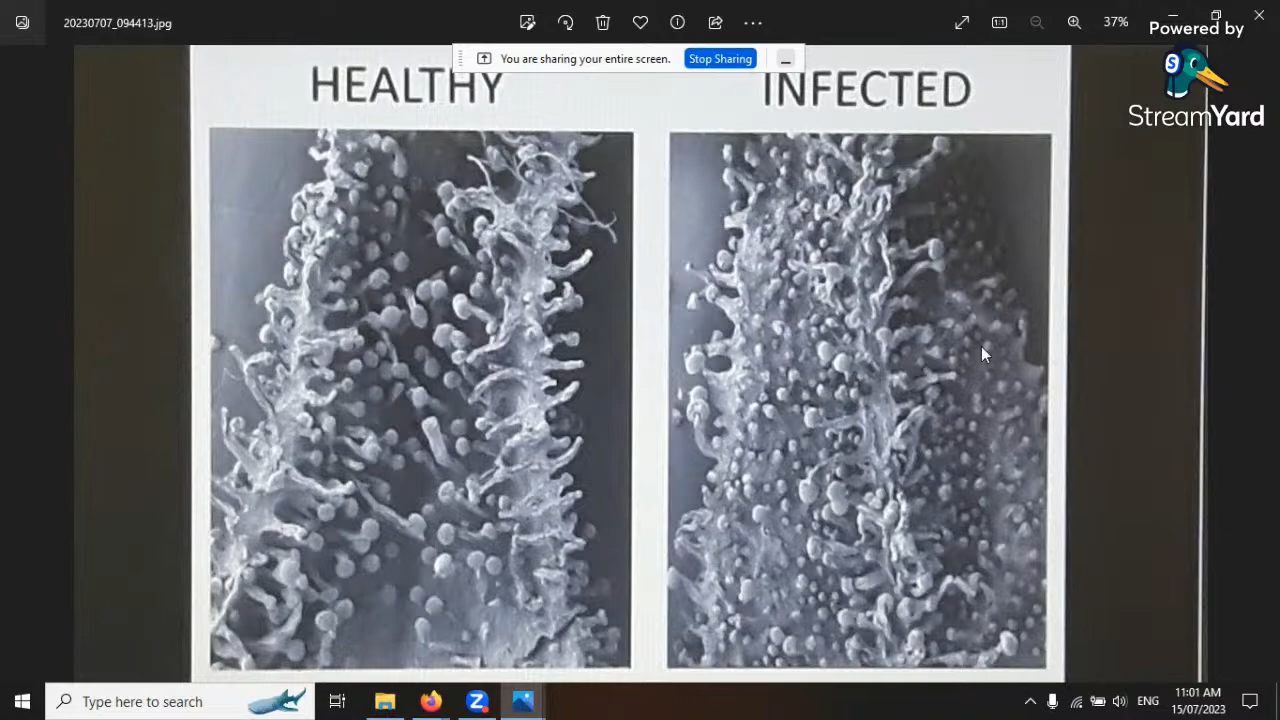 20230707_094413.jpg
37%
Powered by
StreamYard
You are sharing your entire screen.
Stop Sharing
HEALTHY
INFECTED
Type here to search
ENG
11:01 AM
15/07/2023